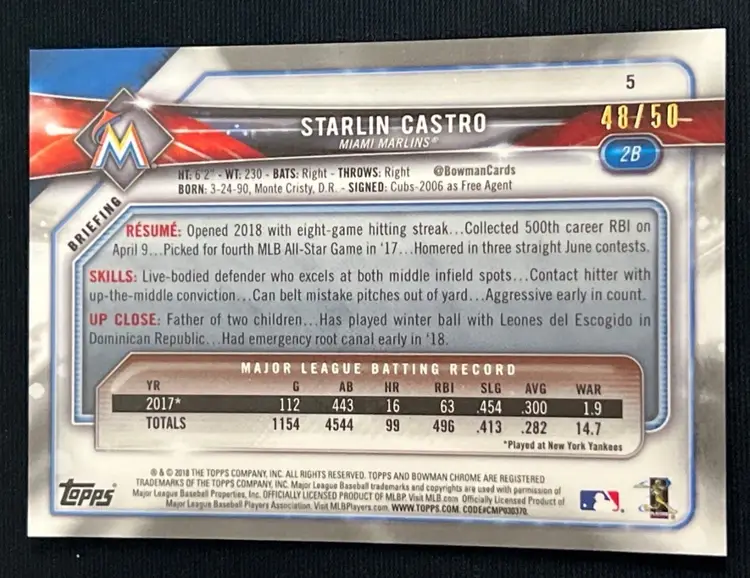 5
48/50
STARLIN CASTRO
MIAMI MARLINS®
2B
HT: 6'2" - WT: 230 - BATS: Right - THROWS: Right @BowmanCards
BORN: 3-24-90, Monte Cristy, D.R. - SIGNED: Cubs-2006 as Free Agent
BRIEFING
RÉSUMÉ: Opened 2018 with eight-game hitting streak...Collected 500th career RBI on
April 9...Picked for fourth MLB All-Star Game in '17...Homered in three straight June contests.
SKILLS: Live-bodied defender who excels at both middle infield spots...Contact hitter with
up-the-middle conviction...Can belt mistake pitches out of yard...Aggressive early in count.
UP CLOSE: Father of two children...Has played winter ball with Leones del Escogido in
Dominican Republic...Had emergency root canal early in '18.
MAJOR LEAGUE BATTING RECORD
YR G AB HR RBI SLG AVG WAR
2017* 112 443 16 63 .454 .300 1.9
TOTALS 1154 4544 99 496 .413 .282 14.7
*Played at New York Yankees
® & © 2018 THE TOPPS COMPANY, INC. ALL RIGHTS RESERVED. TOPPS AND BOWMAN CHROME ARE REGISTERED
TRADEMARKS OF THE TOPPS COMPANY, INC. Major League Baseball trademarks and copyrights are used with permission of
Major League Baseball Properties, Inc. OFFICIALLY LICENSED PRODUCT OF MLBP. Visit MLB.com Officially Licensed Product of
Major League Baseball Players Association. Visit MLBPlayers.com. WWW.TOPPS.COM. CODE#CMP030370.
topps®